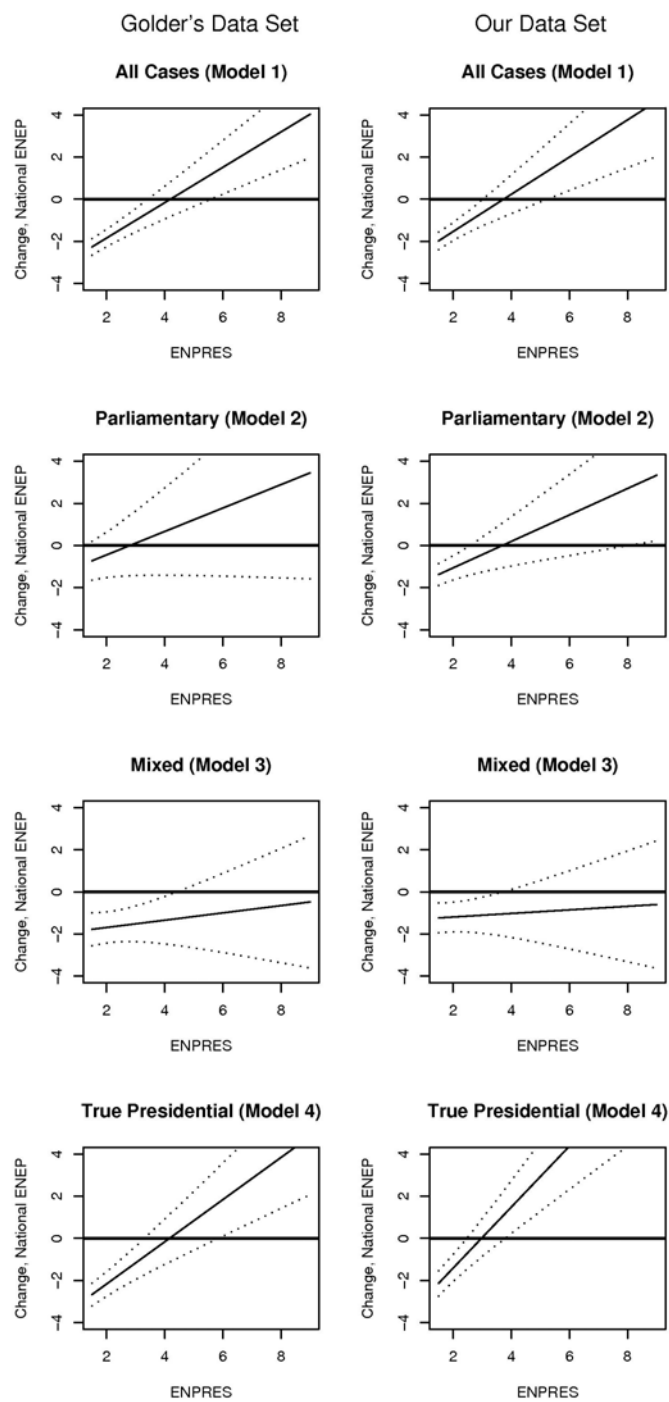 Golder's Data Set
Our Data Set
All Cases (Model 1)
Change, National ENEP
4
2
0
−2
−4
2 4 6 8
ENPRES
All Cases (Model 1)
Change, National ENEP
4
2
0
−2
−4
2 4 6 8
ENPRES
Parliamentary (Model 2)
Change, National ENEP
4
2
0
−2
−4
2 4 6 8
ENPRES
Parliamentary (Model 2)
Change, National ENEP
4
2
0
−2
−4
2 4 6 8
ENPRES
Mixed (Model 3)
Change, National ENEP
4
2
0
−2
−4
2 4 6 8
ENPRES
Mixed (Model 3)
Change, National ENEP
4
2
0
−2
−4
2 4 6 8
ENPRES
True Presidential (Model 4)
Change, National ENEP
4
2
0
−2
−4
2 4 6 8
ENPRES
True Presidential (Model 4)
Change, National ENEP
4
2
0
−2
−4
2 4 6 8
ENPRES